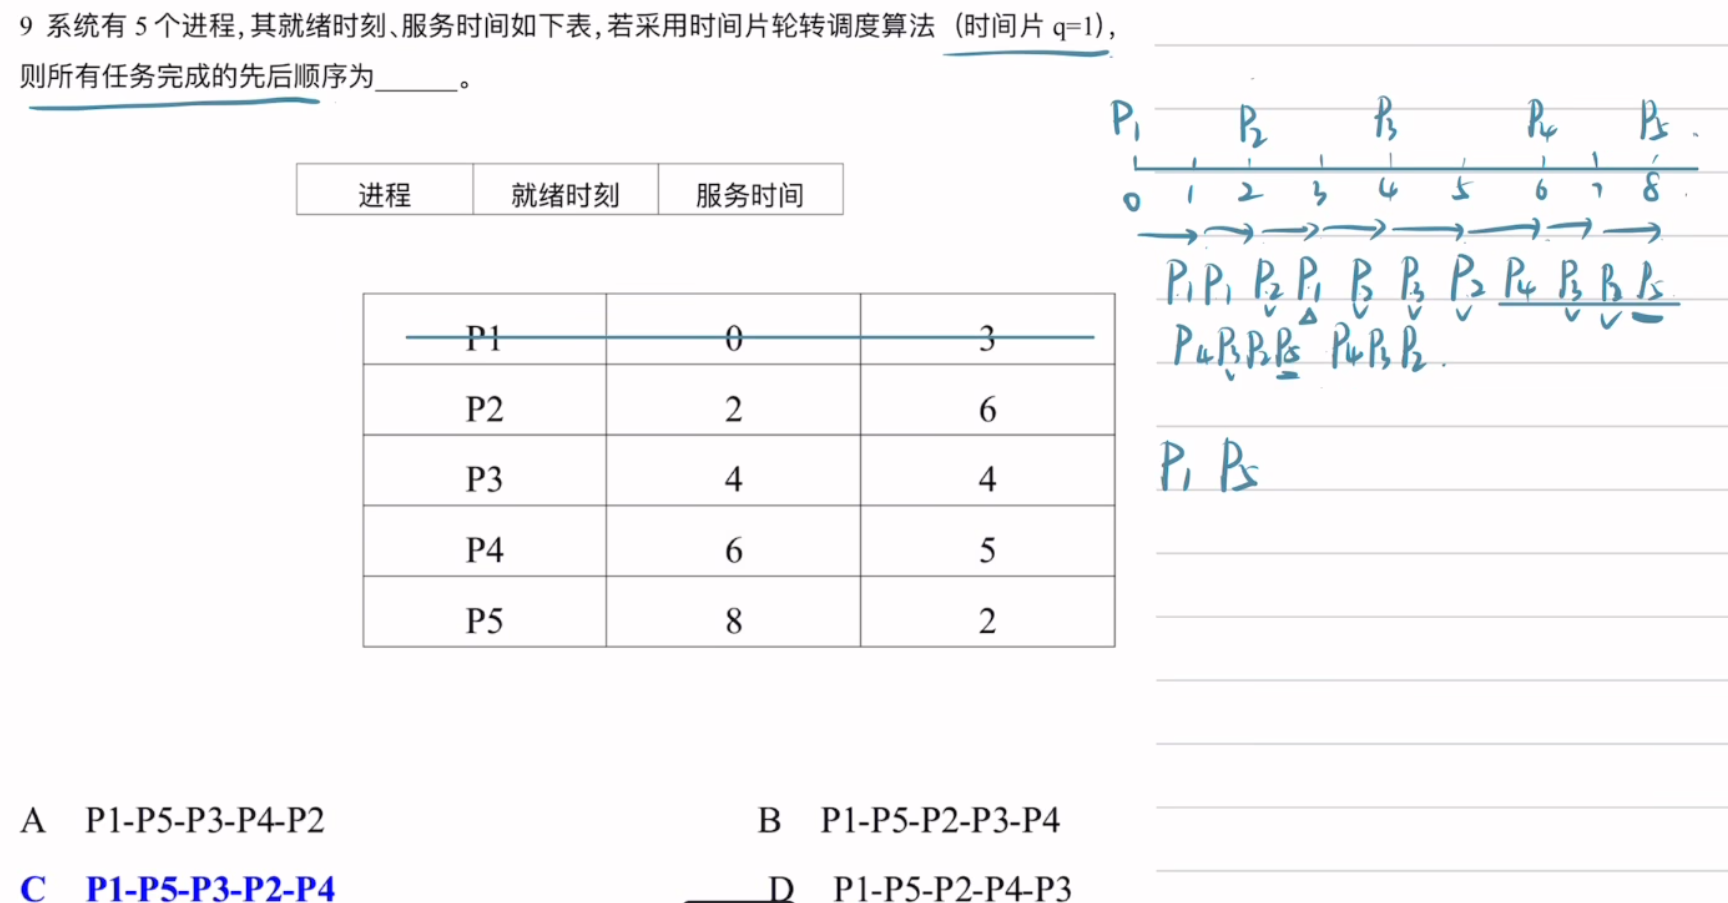 9 系统有 5 个进程,其就绪时刻、服务时间如下表,若采用时间片轮转调度算法（时间片 q=1),
则所有任务完成的先后顺序为______。
进程 就绪时刻 服务时间
P1 0 3
P2 2 6
P3 4 4
P4 6 5
P5 8 2
A P1-P5-P3-P4-P2
B P1-P5-P2-P3-P4
C P1-P5-P3-P2-P4
D P1-P5-P2-P4-P3
P1 P2 P3 P4 P5
0 1 2 3 4 5 6 7 8
P1 P1 P2 P1 P2 P3 P2 P4 P3 P2 P5
P4 P3 P2 P5 P4 P3 P2
P1 P5